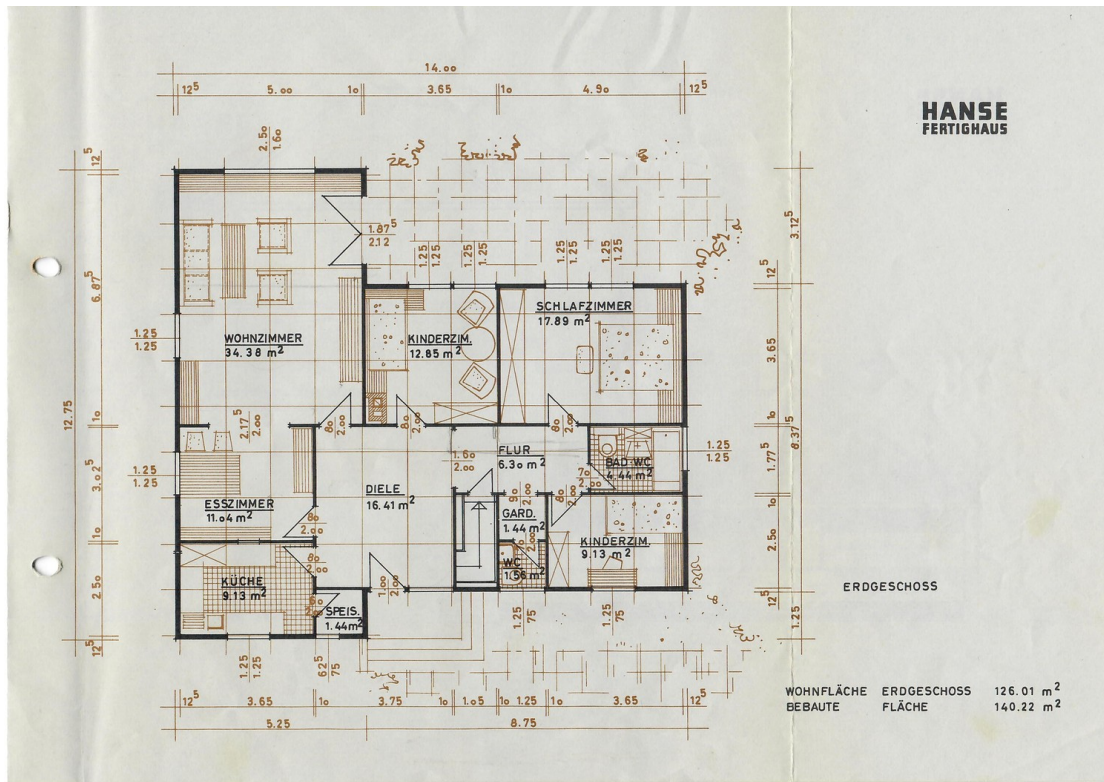 14.00
12⁵ 5.00 10 3.65 10 4.90 12⁵
HANSE
FERTIGHAUS
2.50
1.60
12⁵
6.87⁵
12.75
3.02⁵
10
2.50
12⁵
1.25
1.25
1.25
1.25
1.87⁵
2.12
1.25
1.25
1.25
1.25
1.25
1.25
1.25
1.25
3.12⁵
12⁵
3.65
10
8.37⁵
1.77⁵
10
2.50
12⁵
1.25
WOHNZIMMER
34.38 m²
KINDERZIM.
12.85 m²
SCHLAFZIMMER
17.89 m²
2.17⁵
2.00
80
2.00
80
2.00
80
2.00
1.60
2.00
FLUR
6.30 m²
BAD WC
4.44 m²
70
2.00
1.25
1.25
ESSZIMMER
11.04 m²
DIELE
16.41 m²
90
2.00
80
2.00
GARD.
1.44 m²
KINDERZIM.
9.13 m²
80
2.00
80
2.00
WC
1.56 m²
2.00
KÜCHE
9.13 m²
1.00
2.00
SPEIS.
1.44 m²
ERDGESCHOSS
1.25
1.25
62⁵
75
1.25
75
1.25
75
12⁵ 3.65 10 3.75 10 1.05 10 1.25 10 3.65 12⁵
5.25 8.75
WOHNFLÄCHE ERDGESCHOSS 126.01 m²
BEBAUTE FLÄCHE 140.22 m²